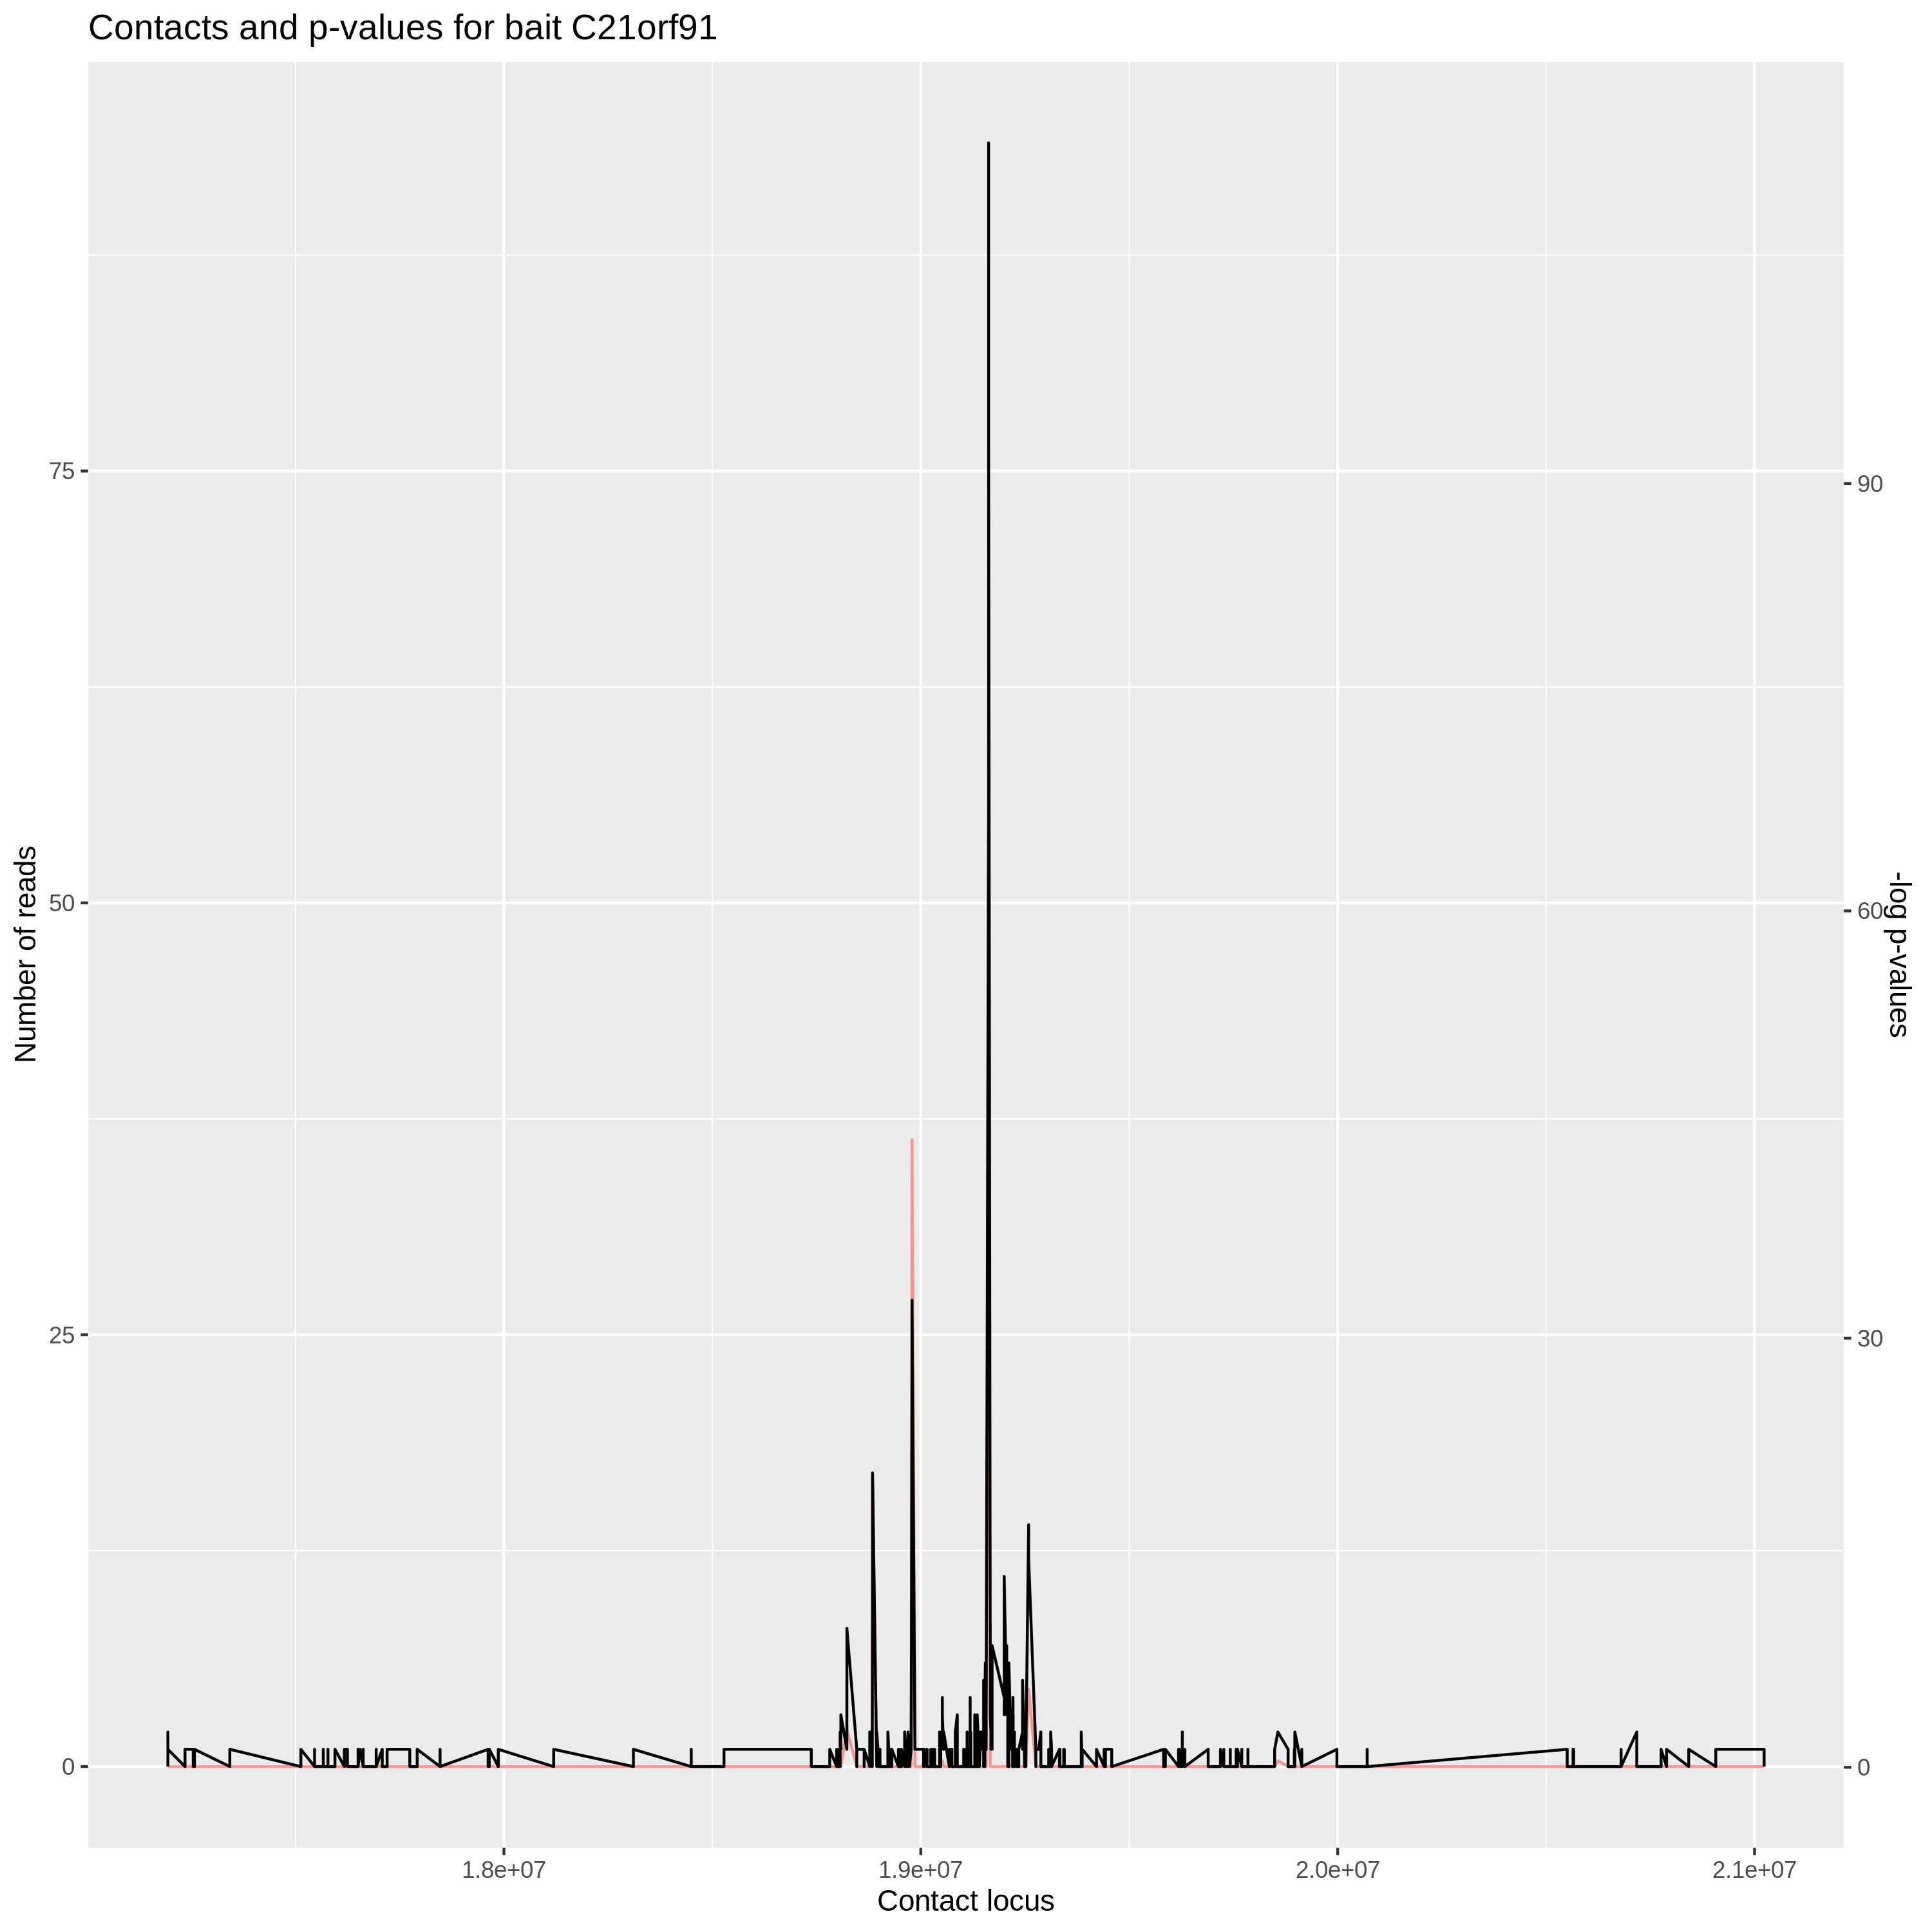 Contacts and p-values for bait C21orf91
75
50
25
0
90
60
30
0
Number of reads
-log p-values
1.8e+07
1.9e+07
2.0e+07
2.1e+07
Contact locus